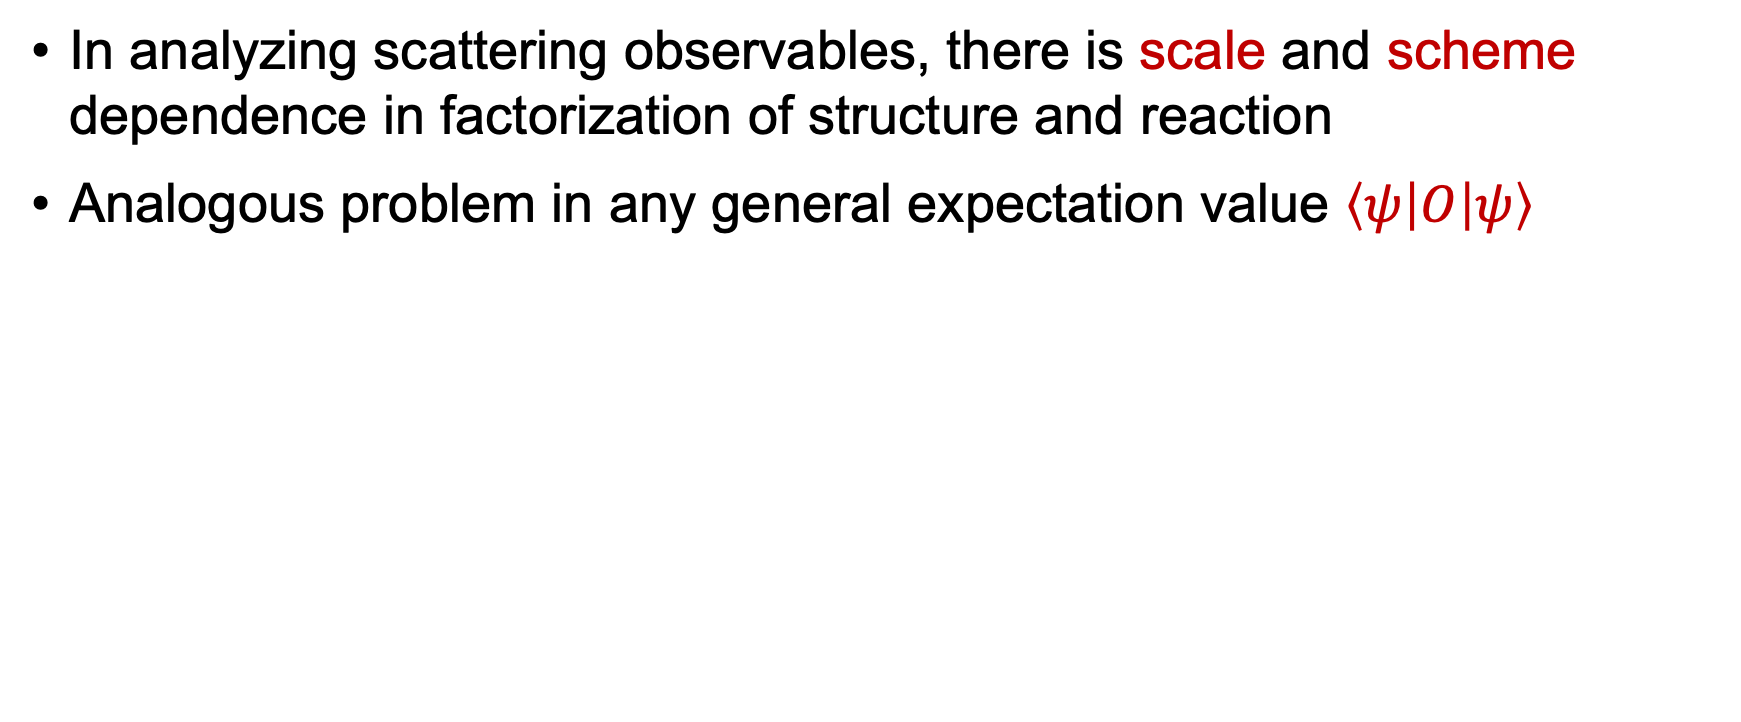 • In analyzing scattering observables, there is scale and scheme
dependence in factorization of structure and reaction
• Analogous problem in any general expectation value ⟨𝜓|𝑂|𝜓⟩